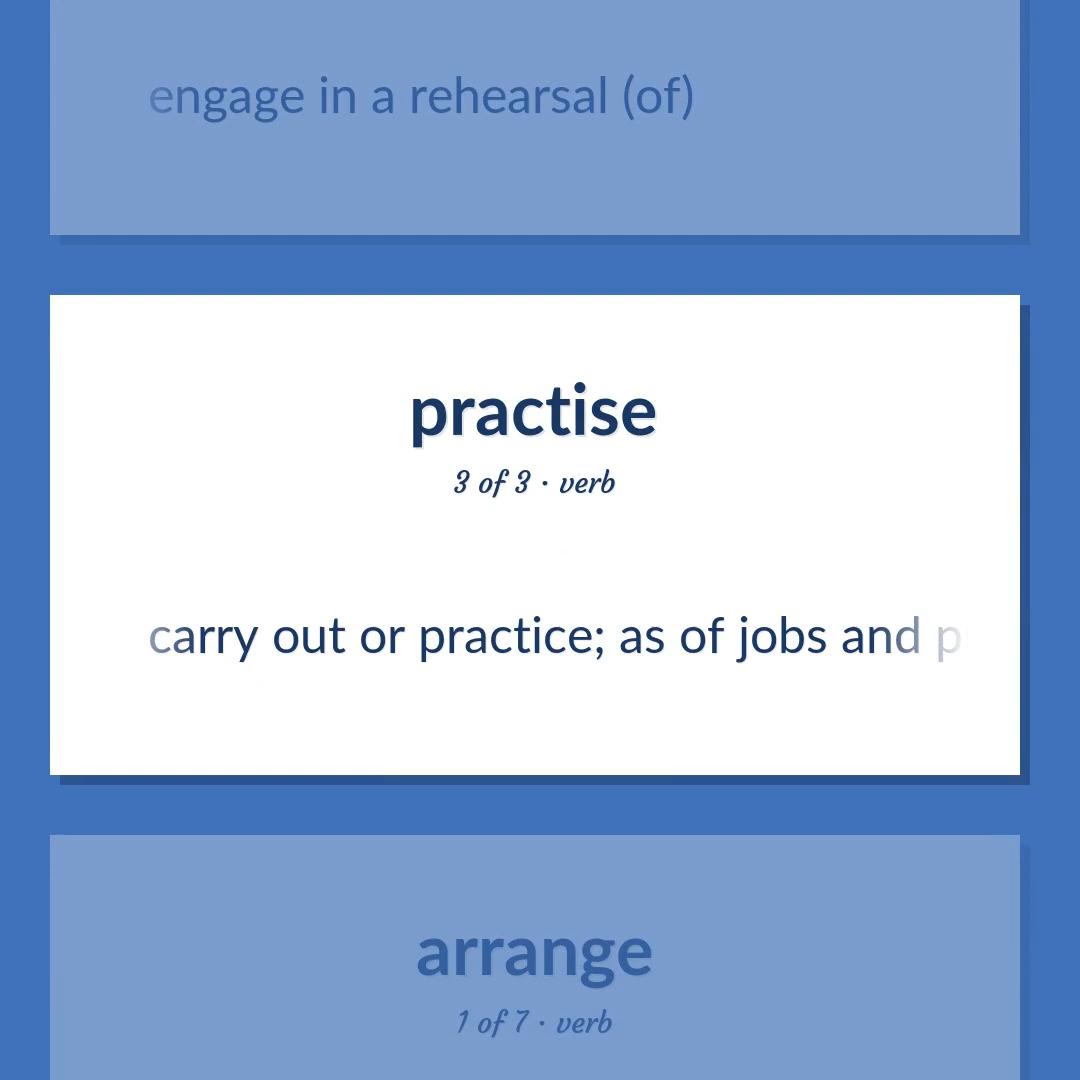 engage in a rehearsal (of)
practise
3 of 3 · verb
carry out or practice; as of jobs and p
arrange
1 of 7 · verb